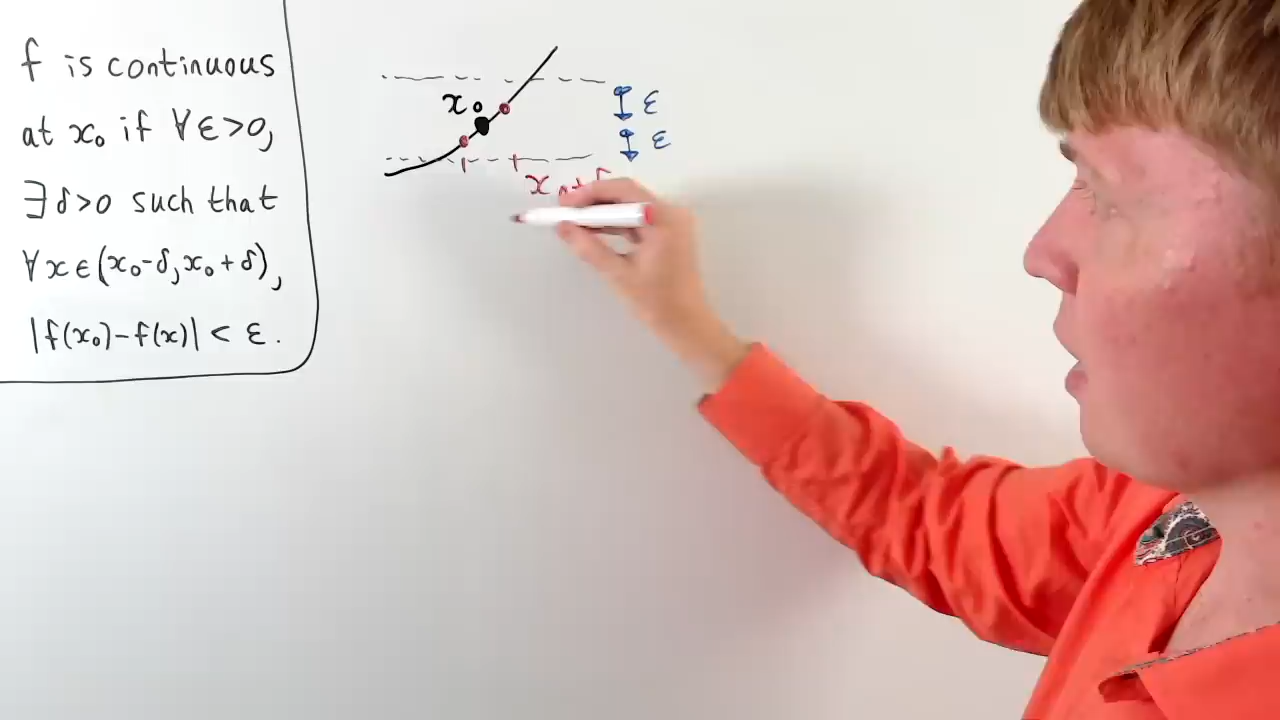 f is continuous
at x₀ if ∀ε>0,
∃δ>0 such that
∀x∈(x₀-δ,x₀+δ),
|f(x₀)-f(x)| < ε.
x₀
ε
ε
x₀+δ